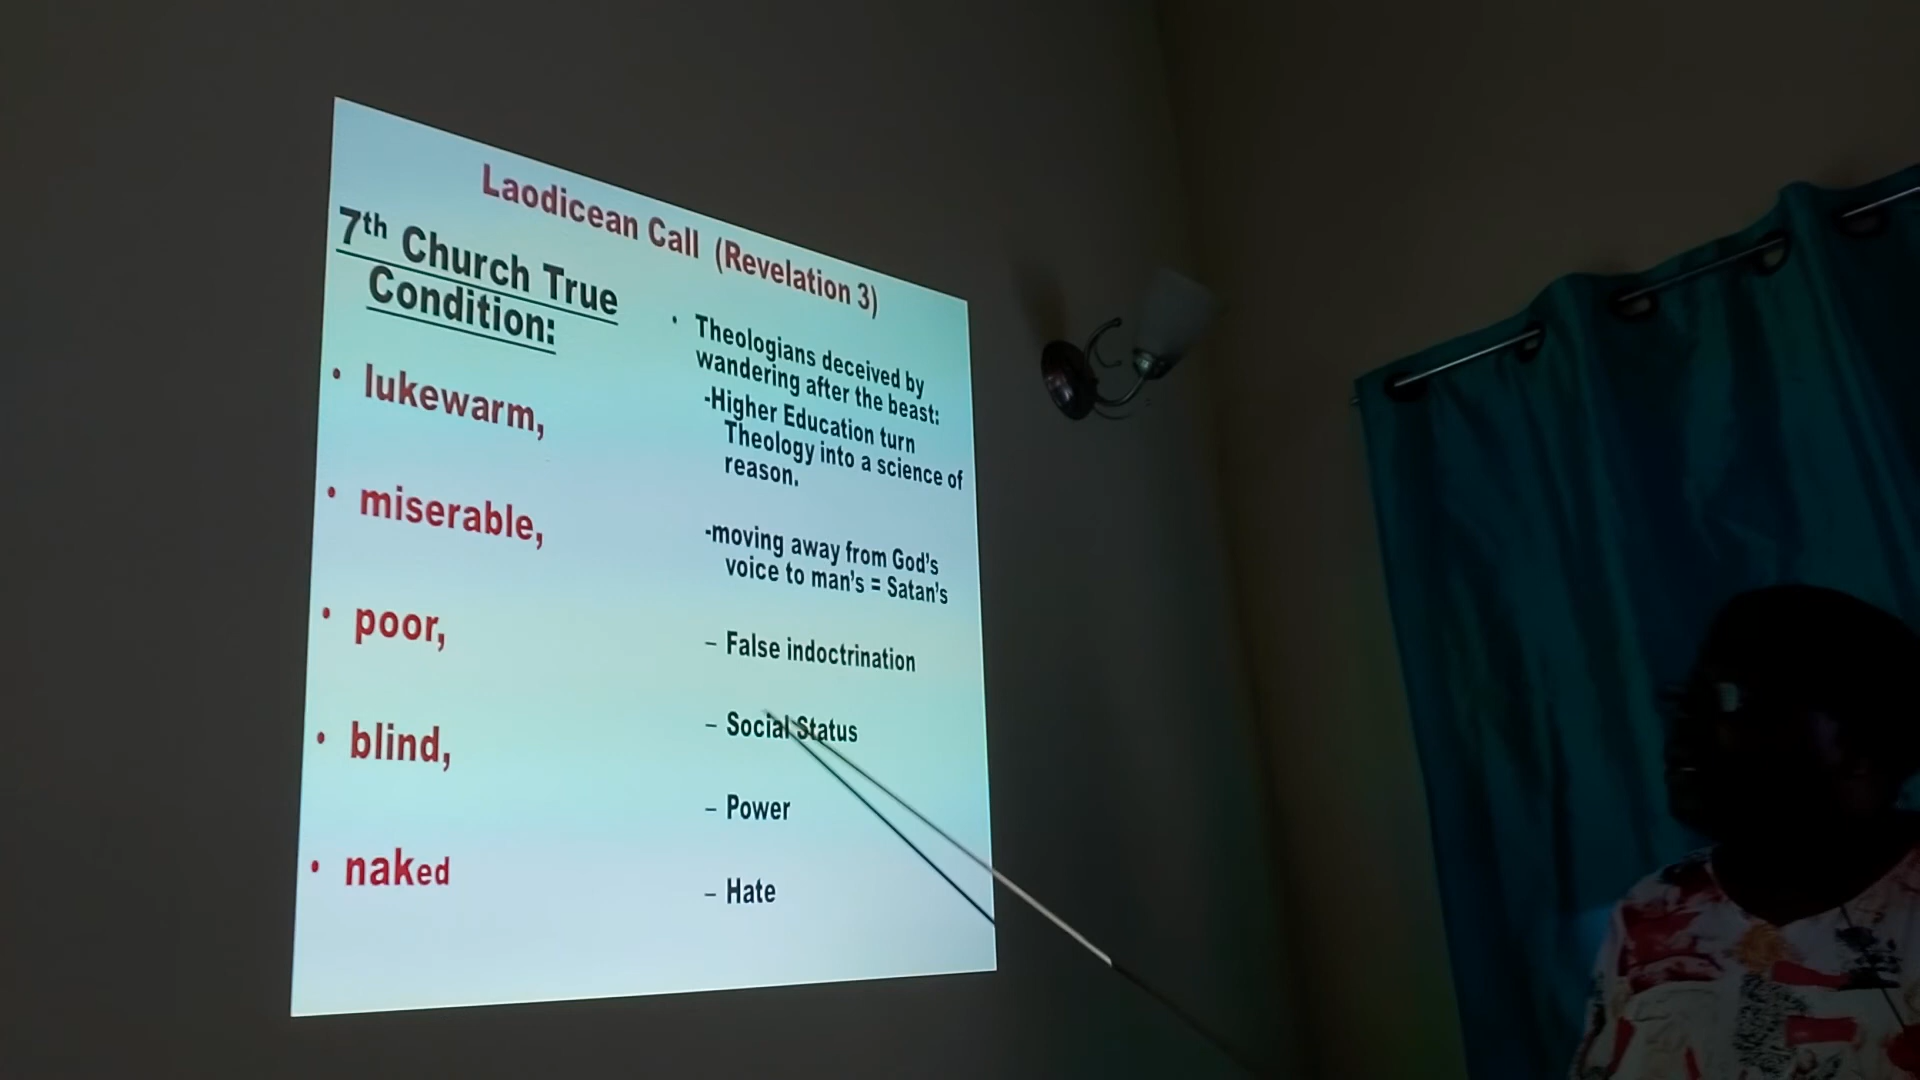 Laodicean Call (Revelation 3)
7th Church True
Condition:
• lukewarm,
• miserable,
• poor,
• blind,
• naked
• Theologians deceived by
wandering after the beast:
-Higher Education turn
Theology into a science of
reason.
-moving away from God's
voice to man's = Satan's
– False indoctrination
– Social Status
– Power
– Hate